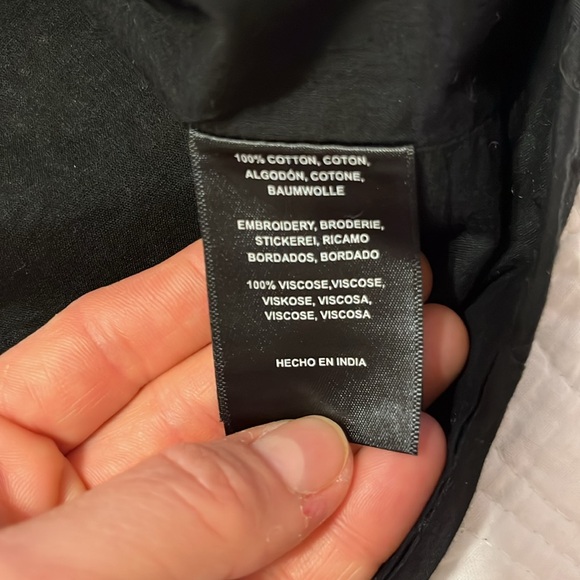 100% COTTON, COTON,
ALGODÓN, COTONE,
BAUMWOLLE
EMBROIDERY, BRODERIE,
STICKEREI, RICAMO
BORDADOS, BORDADO
100% VISCOSE,VISCOSE,
VISKOSE, VISCOSA,
VISCOSE, VISCOSA
HECHO EN INDIA